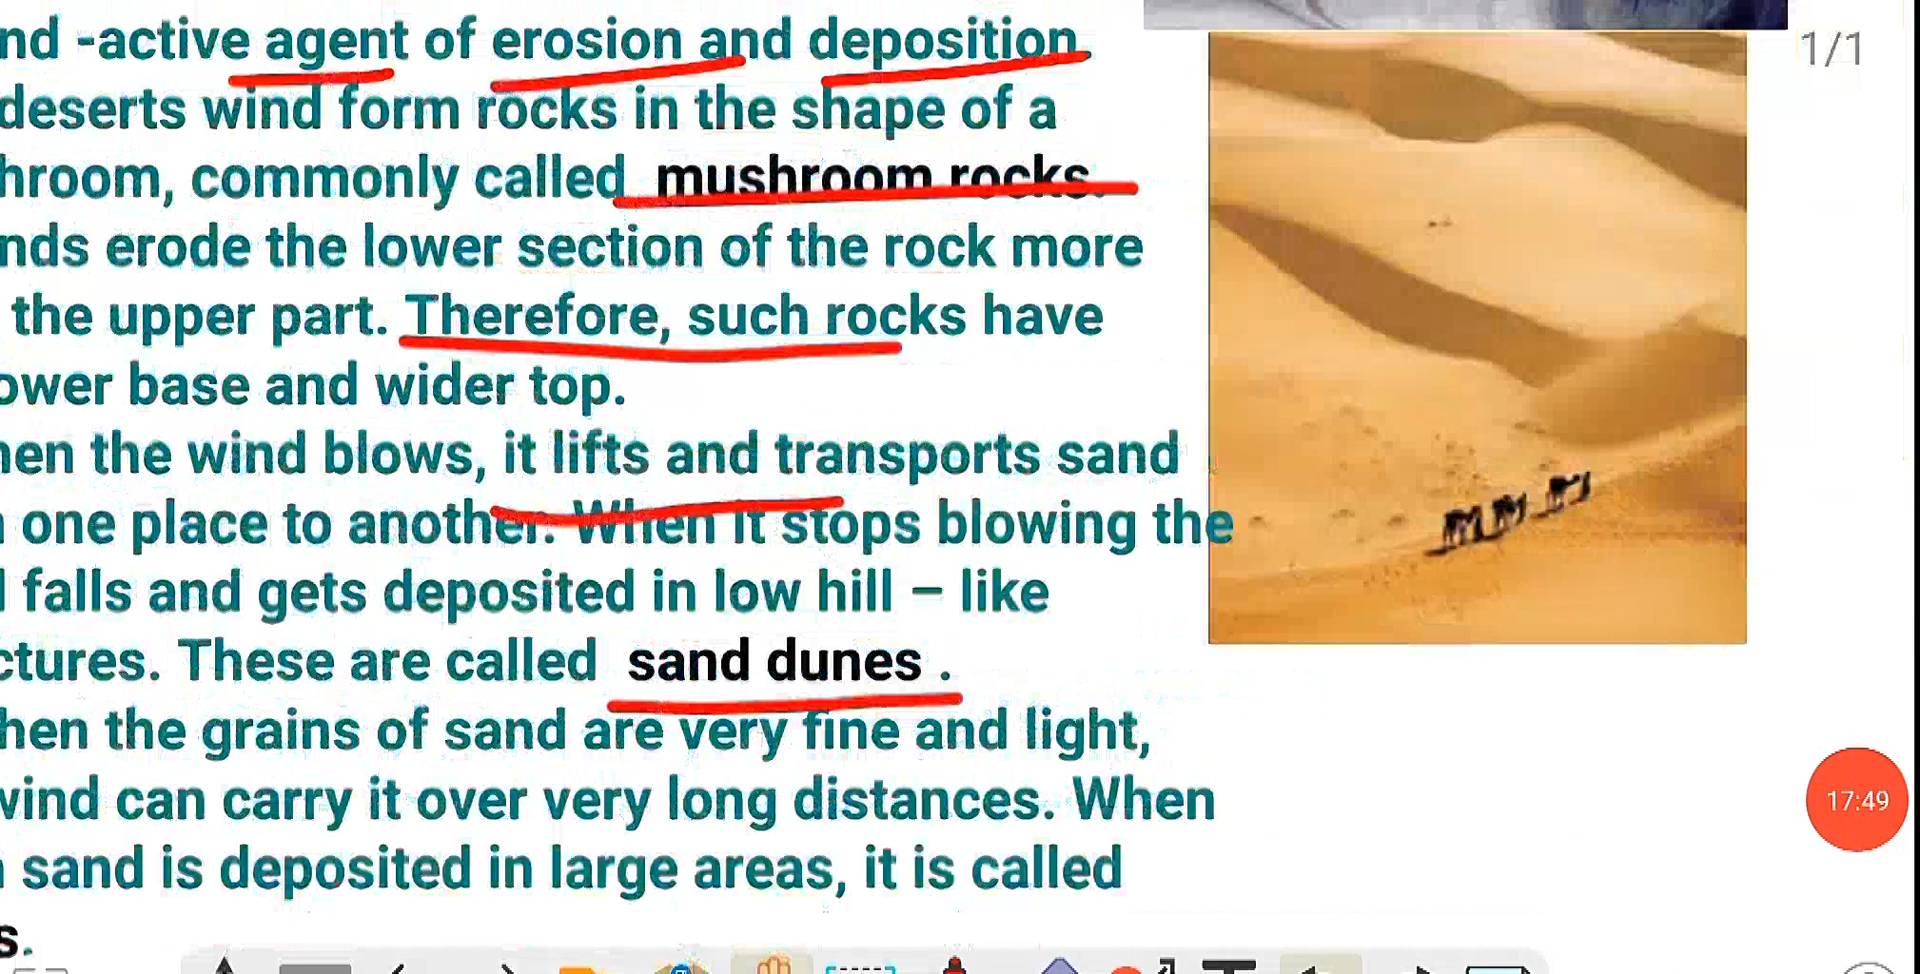 nd -active agent of erosion and deposition.
deserts wind form rocks in the shape of a
hroom, commonly called mushroom rocks.
nds erode the lower section of the rock more
the upper part. Therefore, such rocks have
ower base and wider top.
hen the wind blows, it lifts and transports sand
one place to another. When it stops blowing the
falls and gets deposited in low hill – like
ctures. These are called sand dunes .
hen the grains of sand are very fine and light,
wind can carry it over very long distances. When
sand is deposited in large areas, it is called
s.
1/1
17:49